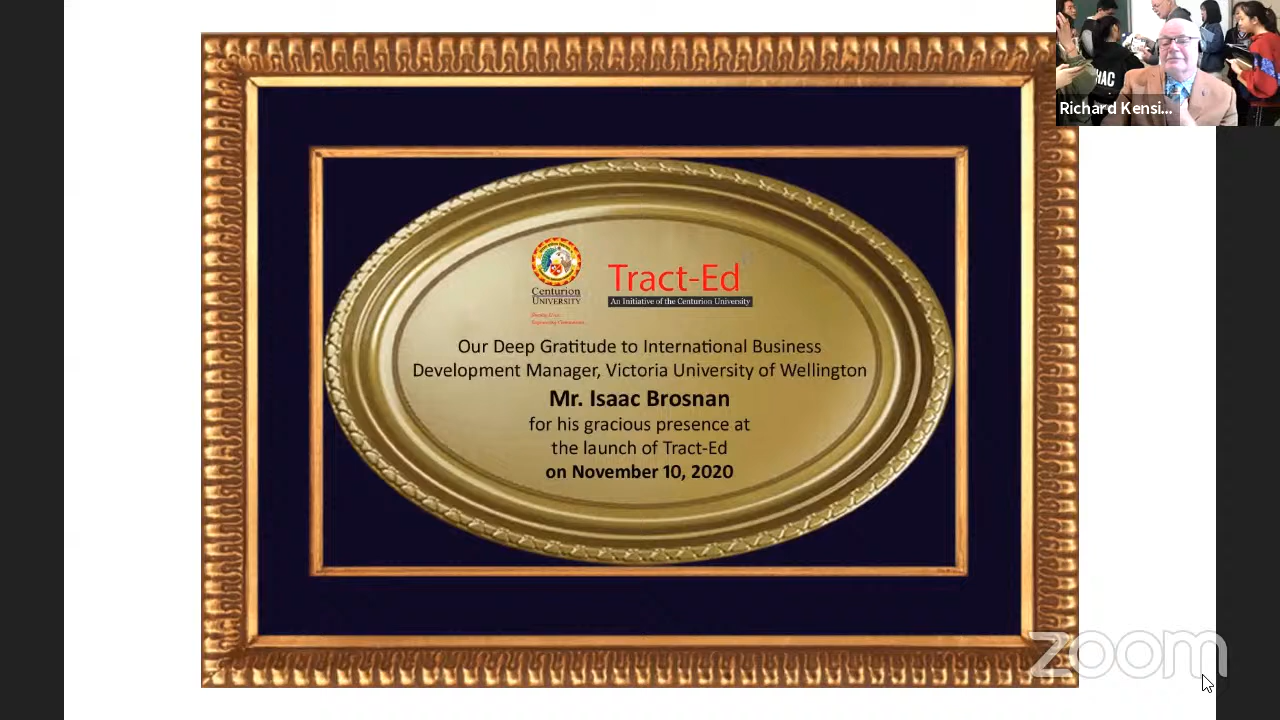 HAC
Richard Kensi...
Centurion
UNIVERSITY
Tract-Ed
An Initiative of the Centurion University
Our Deep Gratitude to International Business
Development Manager, Victoria University of Wellington
Mr. Isaac Brosnan
for his gracious presence at
the launch of Tract-Ed
on November 10, 2020
zoom